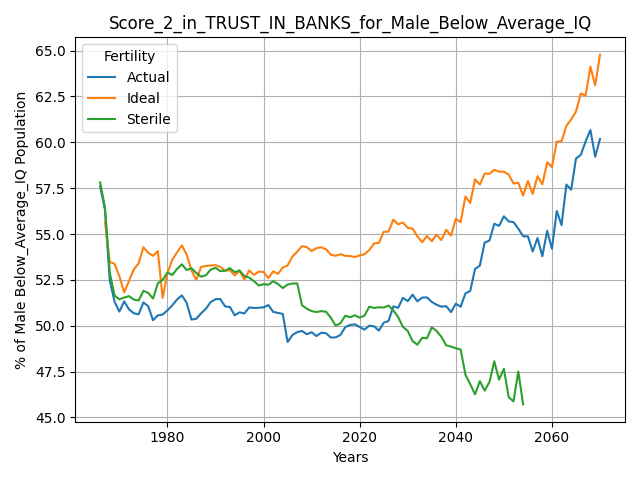 Score_2_in_TRUST_IN_BANKS_for_Male_Below_Average_IQ
% of Male Below_Average_IQ Population
65.0
62.5
60.0
57.5
55.0
52.5
50.0
47.5
45.0
Fertility
Actual
Ideal
Sterile
1980
2000
2020
2040
2060
Years